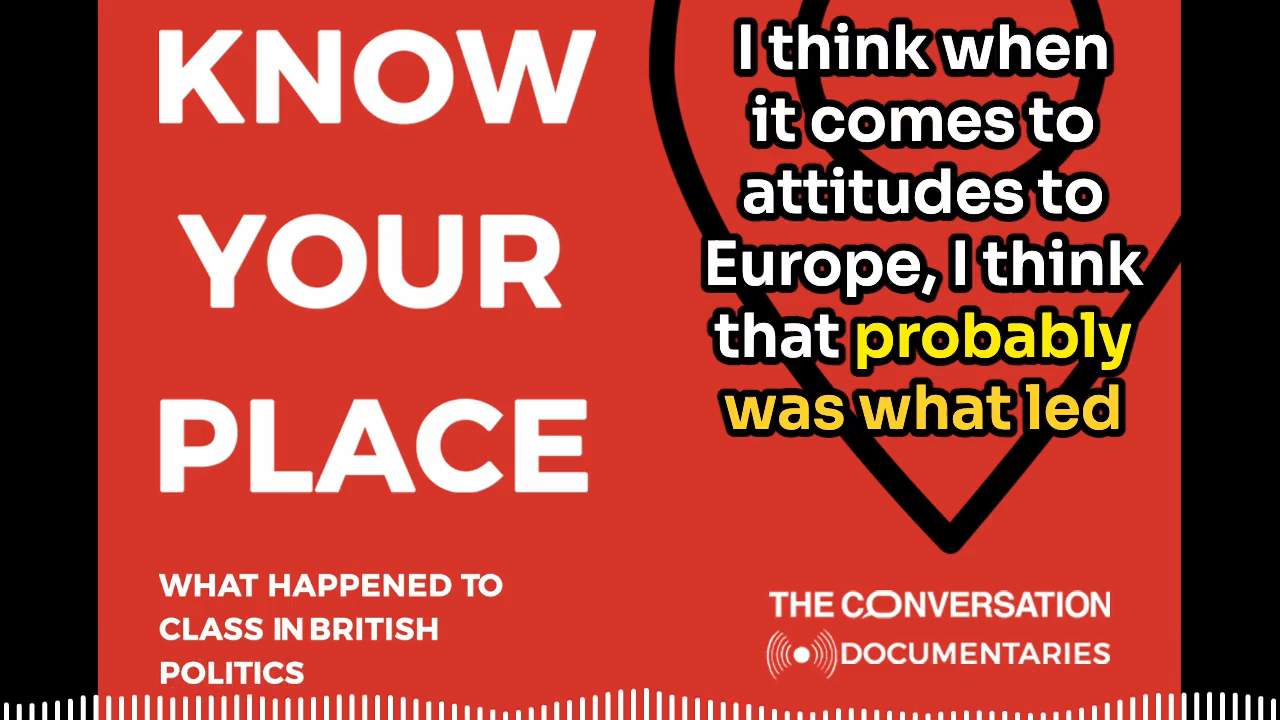 KNOW
YOUR
PLACE
WHAT HAPPENED TO
CLASS IN BRITISH
POLITICS
I think when
it comes to
attitudes to
Europe, I think
that probably
was what led
THE CONVERSATION
DOCUMENTARIES